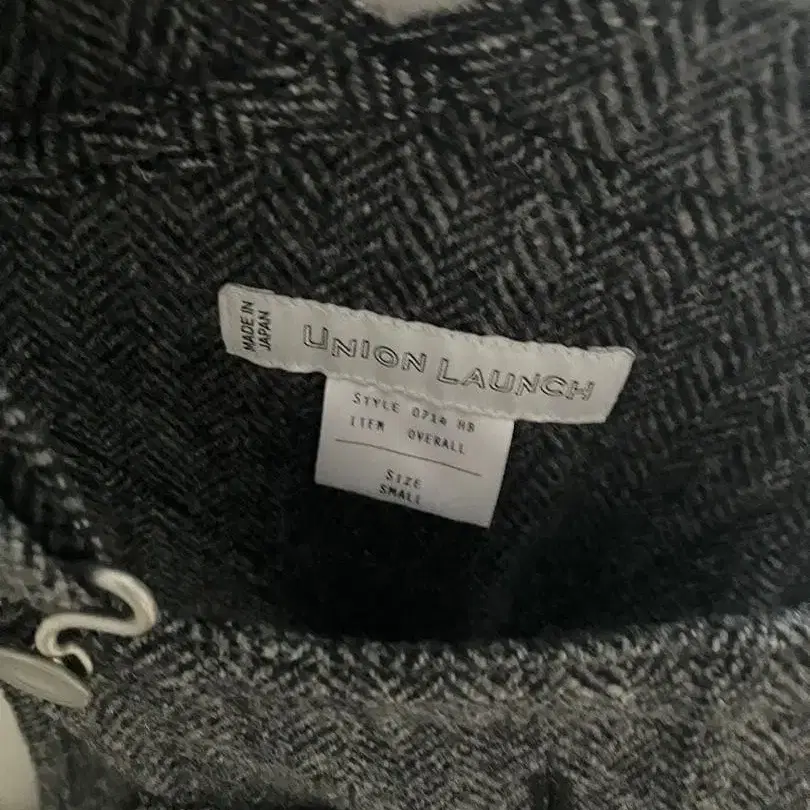 MADE IN
JAPAN
UNION LAUNCH
STYLE 0714 HB
ITEM OVERALL
SIZE
SMALL